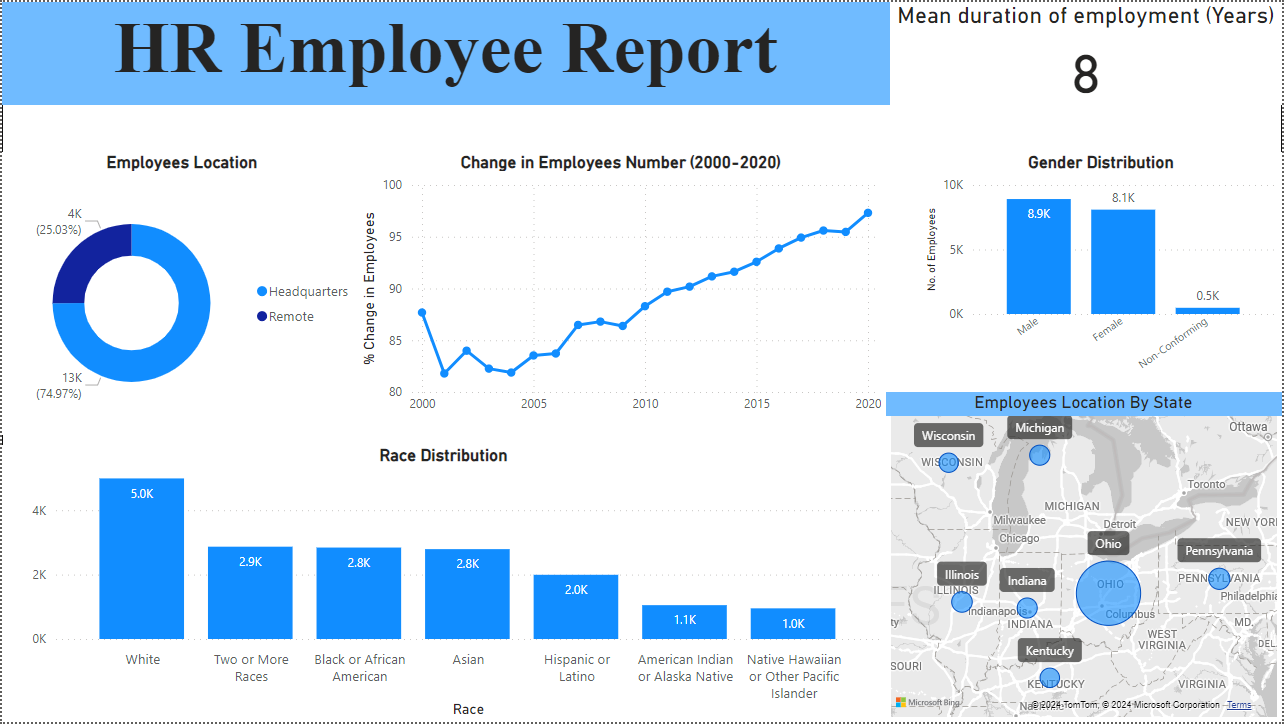 HR Employee Report
Mean duration of employment (Years)
8
Employees Location
4K
(25.03%)
13K
(74.97%)
Headquarters
Remote
Change in Employees Number (2000-2020)
% Change in Employees
100
95
90
85
80
2000
2005
2010
2015
2020
Gender Distribution
No. of Employees
10K
5K
0K
8.9K
8.1K
0.5K
Male
Female
Non-Conforming
Race Distribution
4K
2K
0K
5.0K
2.9K
2.8K
2.8K
2.0K
1.1K
1.0K
White
Two or More
Races
Black or African
American
Asian
Hispanic or
Latino
American Indian
or Alaska Native
Native Hawaiian
or Other Pacific
Islander
Race
Employees Location By State
Wisconsin
Michigan
Ottawa
WISCONSIN
Toronto
MICHIGAN
Milwaukee
Detroit
NEW YOR
Chicago
Ohio
Pennsylvania
Illinois
Indiana
ILLINOIS
OHIO
PENNSYLVANIA
Indianapolis
Columbus
Philadelphia
INDIANA
MD.
WEST
VIRGINIA
DEL
Kentucky
SOURI
KENTUCKY
VIRGINIA
Microsoft Bing
© 2024 TomTom, © 2024 Microsoft Corporation
Terms